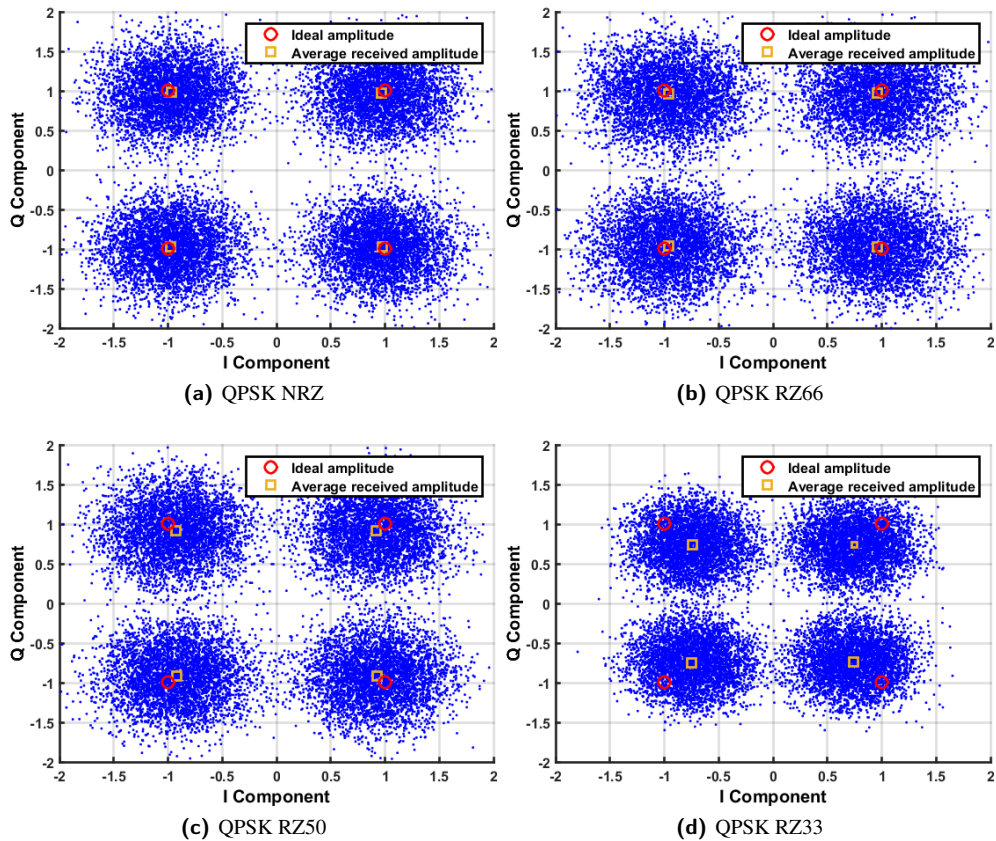 Ideal amplitude
Average received amplitude
Q Component
2
1.5
1
0.5
0
-0.5
-1
-1.5
-2
-2 -1.5 -1 -0.5 0 0.5 1 1.5 2
I Component
(a) QPSK NRZ
Ideal amplitude
Average received amplitude
Q Component
2
1.5
1
0.5
0
-0.5
-1
-1.5
-2
-2 -1.5 -1 -0.5 0 0.5 1 1.5 2
I Component
(b) QPSK RZ66
Ideal amplitude
Average received amplitude
Q Component
2
1.5
1
0.5
0
-0.5
-1
-1.5
-2
-2 -1.5 -1 -0.5 0 0.5 1 1.5 2
I Component
(c) QPSK RZ50
Ideal amplitude
Average received amplitude
Q Component
2
1.5
1
0.5
0
-0.5
-1
-1.5
-2
-2 -1.5 -1 -0.5 0 0.5 1 1.5 2
I Component
(d) QPSK RZ33